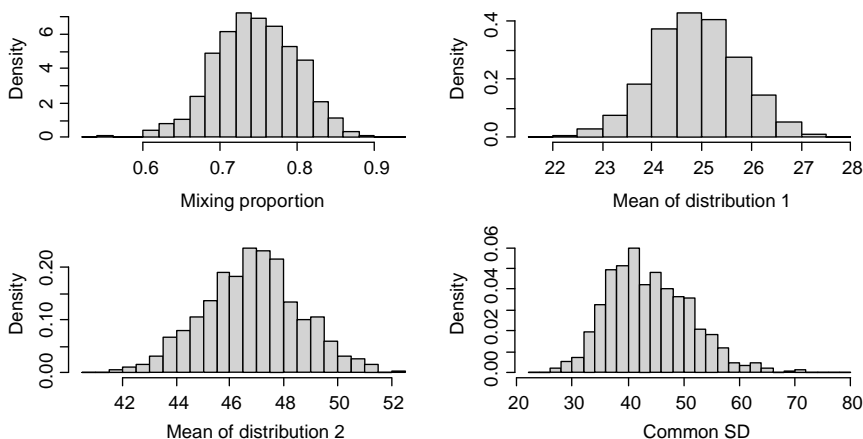 Density
0 2 4 6
0.6 0.7 0.8 0.9
Mixing proportion
Density
0.0 0.2 0.4
22 23 24 25 26 27 28
Mean of distribution 1
Density
0.00 0.10 0.20
42 44 46 48 50 52
Mean of distribution 2
Density
0.00 0.02 0.04 0.06
20 30 40 50 60 70 80
Common SD